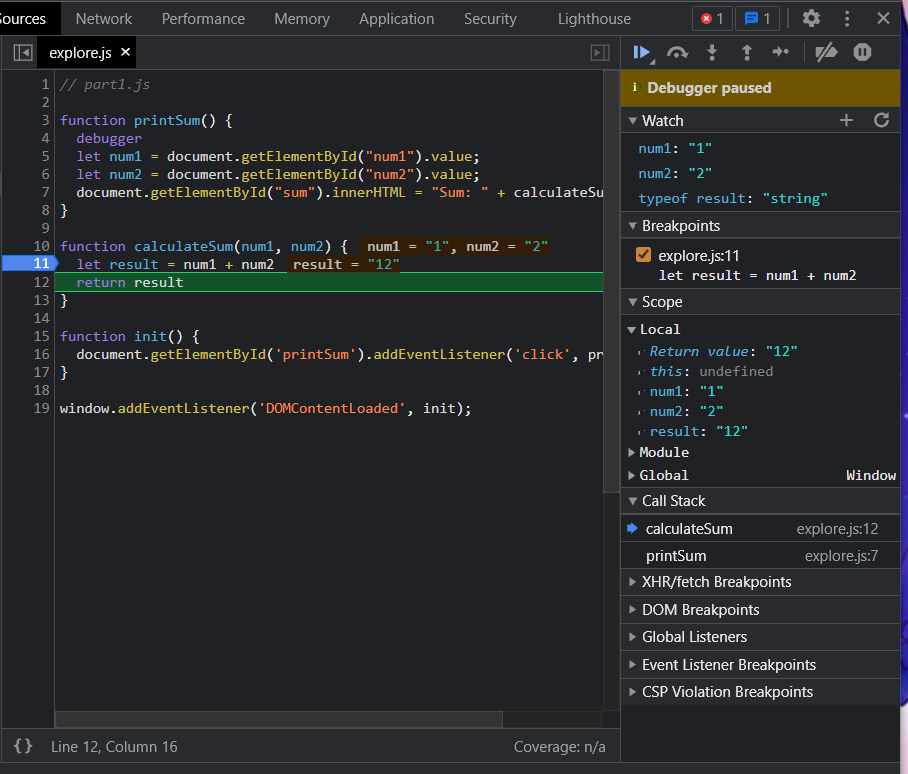 Sources Network Performance Memory Application Security Lighthouse 1 1
explore.js
Debugger paused
1 // part1.js
2
3 function printSum() {
4 debugger
5 let num1 = document.getElementById("num1").value;
6 let num2 = document.getElementById("num2").value;
7 document.getElementById("sum").innerHTML = "Sum: " + calculateSu
8 }
9
10 function calculateSum(num1, num2) { num1 = "1", num2 = "2"
11 let result = num1 + num2 result = "12"
12 return result
13 }
14
15 function init() {
16 document.getElementById('printSum').addEventListener('click', pr
17 }
18
19 window.addEventListener('DOMContentLoaded', init);
{} Line 12, Column 16 Coverage: n/a
Watch
num1: "1"
num2: "2"
typeof result: "string"
Breakpoints
explore.js:11
let result = num1 + num2
Scope
Local
Return value: "12"
this: undefined
num1: "1"
num2: "2"
result: "12"
Module
Global Window
Call Stack
calculateSum explore.js:12
printSum explore.js:7
XHR/fetch Breakpoints
DOM Breakpoints
Global Listeners
Event Listener Breakpoints
CSP Violation Breakpoints